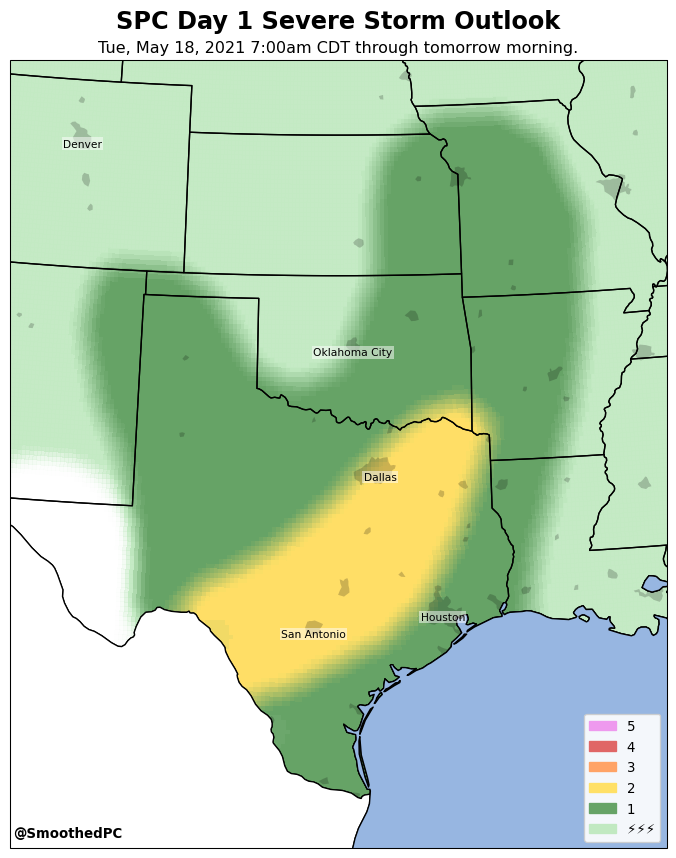 SPC Day 1 Severe Storm Outlook
Tue, May 18, 2021 7:00am CDT through tomorrow morning.
Denver
Oklahoma City
Dallas
Houston
San Antonio
5
4
3
2
1
⚡⚡⚡
@SmoothedPC